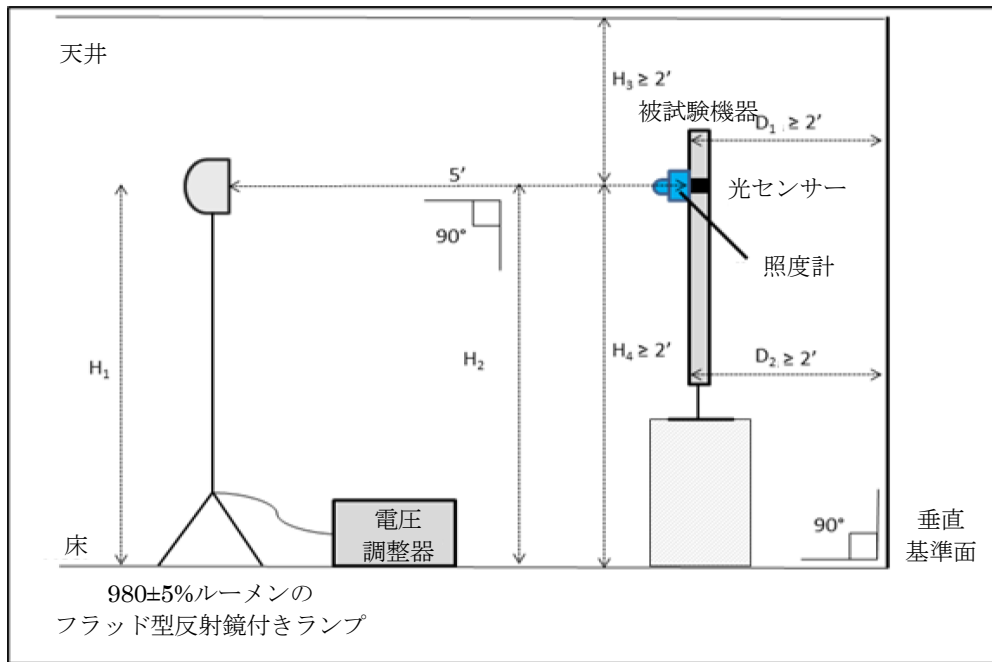 天井
H₃ ≥ 2′
被試験機器
D₁ ≥ 2′
5′
光センサー
90°
照度計
H₁
H₂
H₄ ≥ 2′
D₂ ≥ 2′
電圧
調整器
床
90°
垂直
基準面
980±5%ルーメンの
フラッド型反射鏡付きランプ